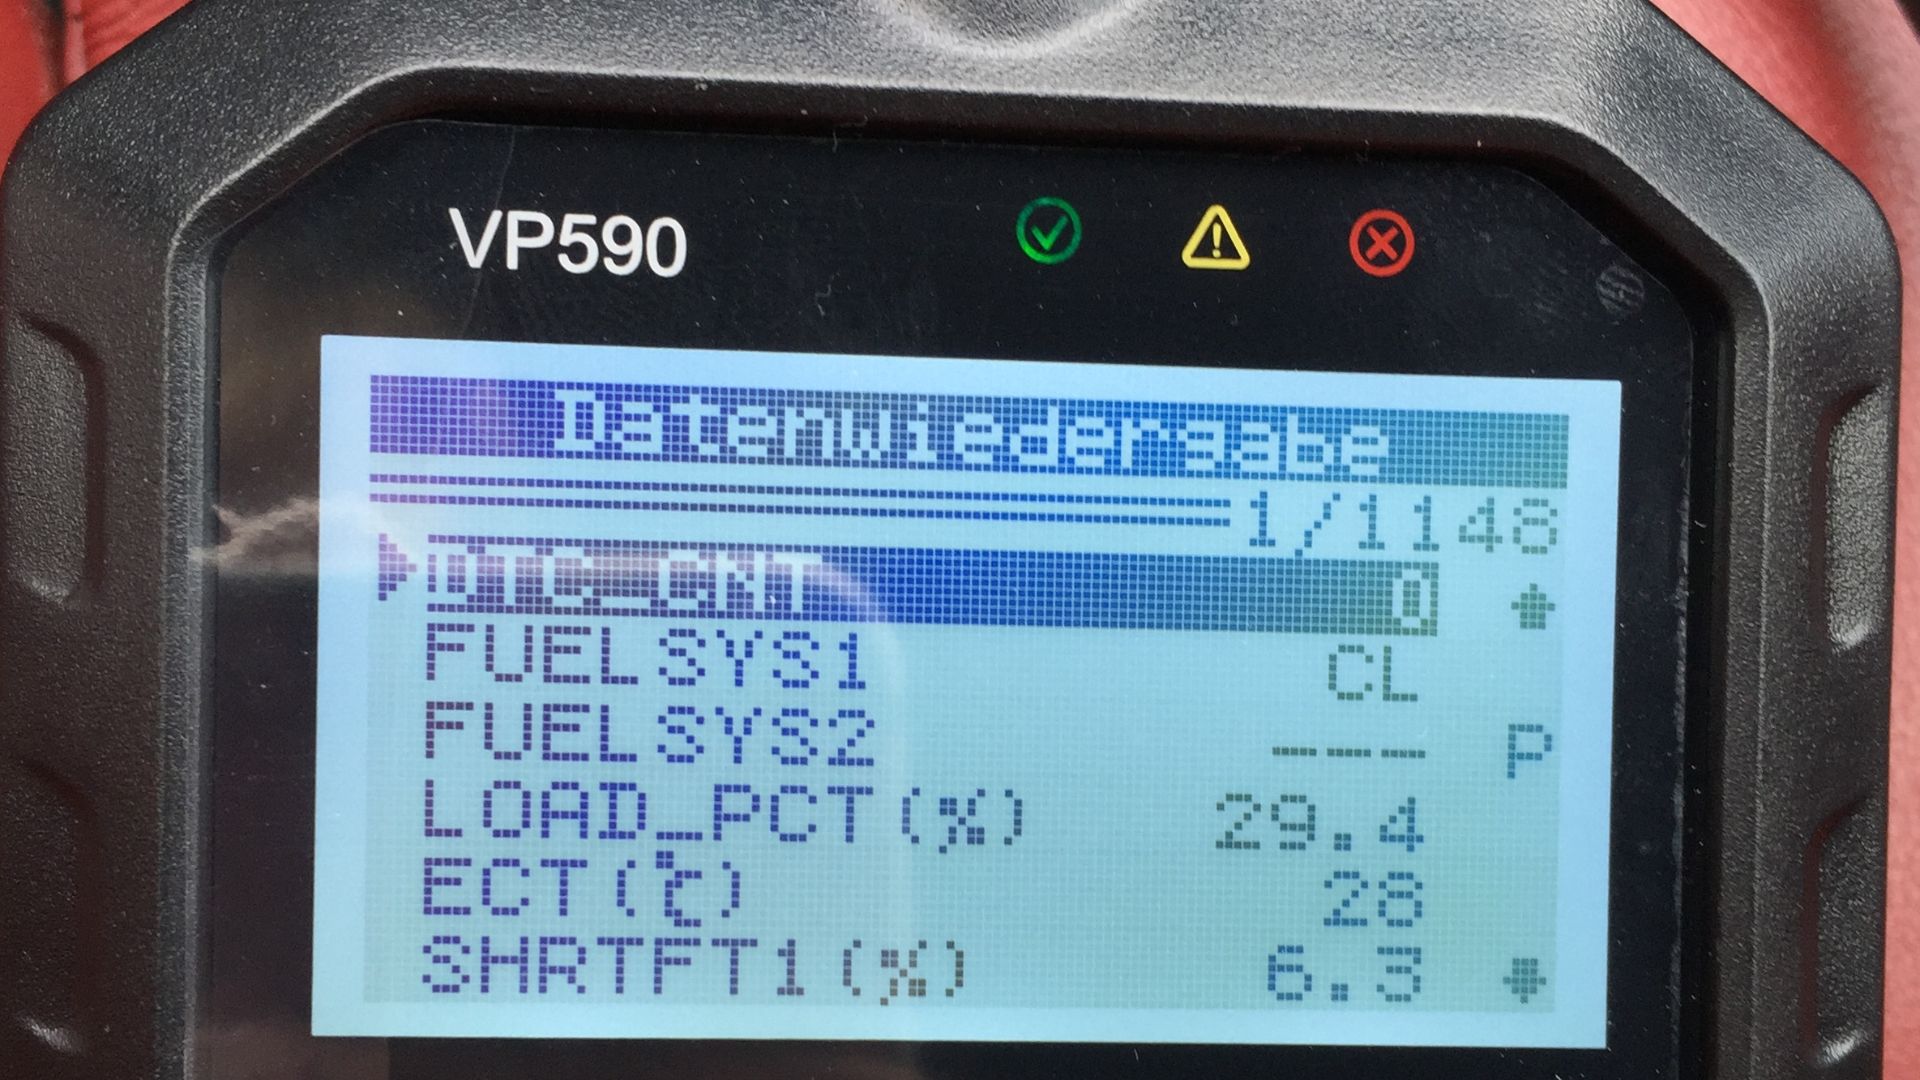 VP590
Datenwiedergabe
1/1148
DTC_CNT 0
FUELSYS1 CL
FUELSYS2 ---
P
LOAD_PCT(%) 29.4
ECT(℃) 28
SHRTFT1(%) 6.3